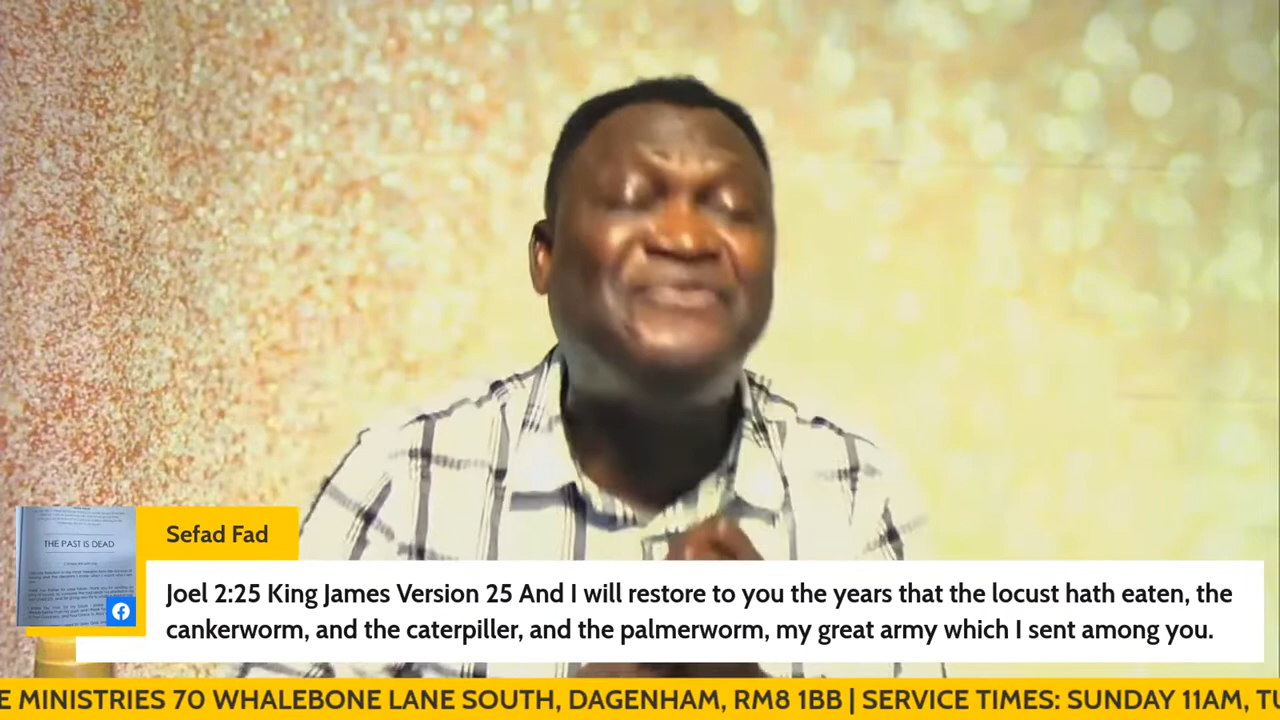 THE PAST IS DEAD
Sefad Fad
Joel 2:25 King James Version 25 And I will restore to you the years that the locust hath eaten, the
cankerworm, and the caterpiller, and the palmerworm, my great army which I sent among you.
E MINISTRIES 70 WHALEBONE LANE SOUTH, DAGENHAM, RM8 1BB | SERVICE TIMES: SUNDAY 11AM, TU